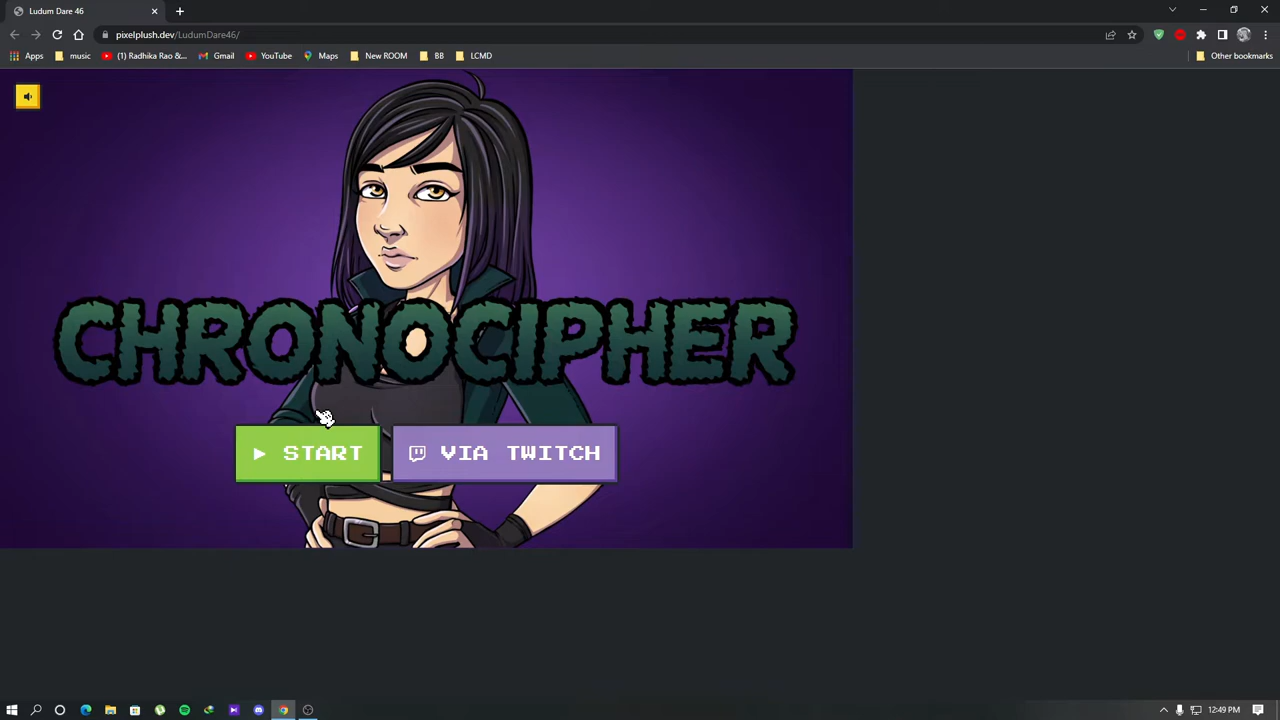 Ludum Dare 46
pixelplush.dev/LudumDare46/
Apps
music
(1) Radhika Rao &...
Gmail
YouTube
Maps
New ROOM
BB
LCMD
Other bookmarks
CHRONOCIPHER
START
VIA TWITCH
12:49 PM